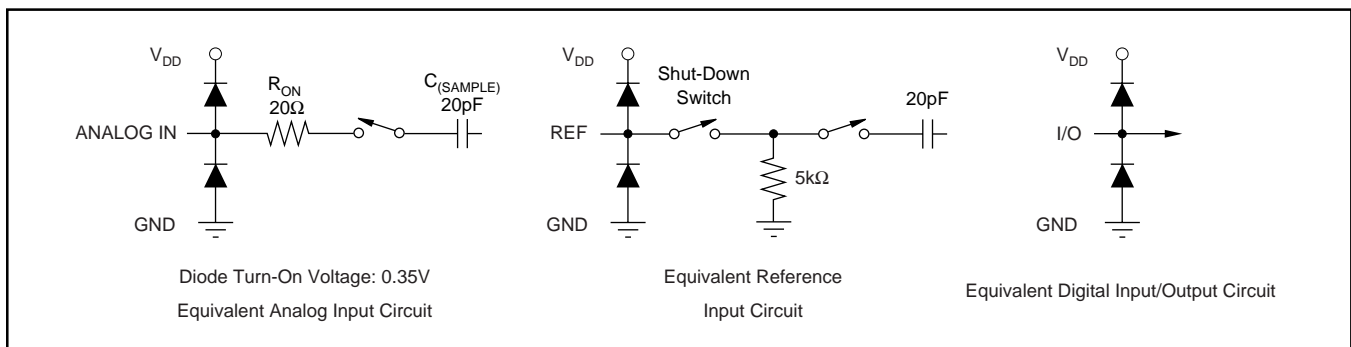 V_DD
R_ON
20Ω
C_(SAMPLE)
20pF
ANALOG IN
GND
Diode Turn-On Voltage: 0.35V
Equivalent Analog Input Circuit
V_DD
Shut-Down
Switch
20pF
REF
5kΩ
GND
Equivalent Reference
Input Circuit
V_DD
I/O
GND
Equivalent Digital Input/Output Circuit